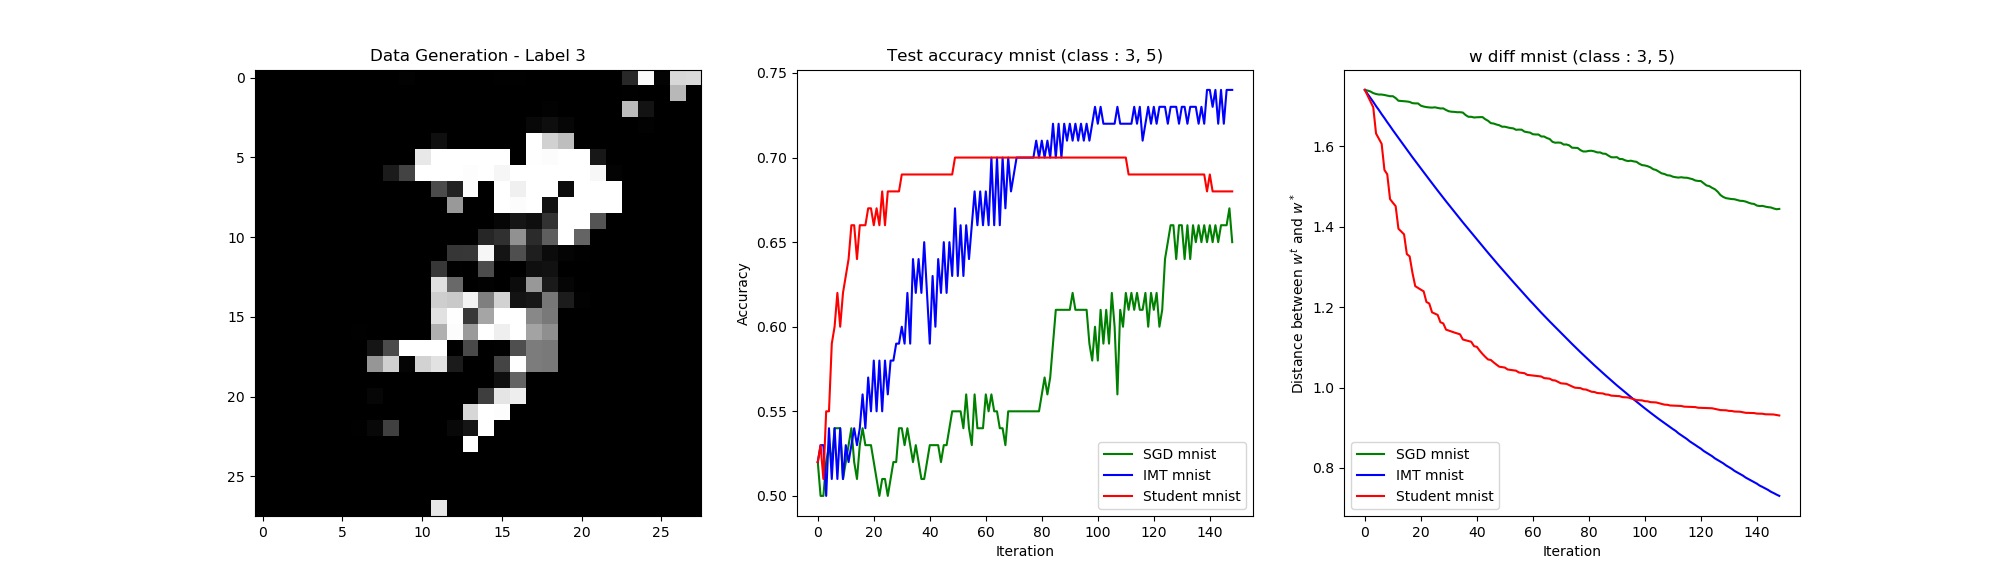 Data Generation - Label 3
0
5
10
15
20
25
0 5 10 15 20 25
Test accuracy mnist (class : 3, 5)
Accuracy
0.75
0.70
0.65
0.60
0.55
0.50
0 20 40 60 80 100 120 140
Iteration
SGD mnist
IMT mnist
Student mnist
w diff mnist (class : 3, 5)
Distance between w^t and w^*
1.6
1.4
1.2
1.0
0.8
0 20 40 60 80 100 120 140
Iteration
SGD mnist
IMT mnist
Student mnist